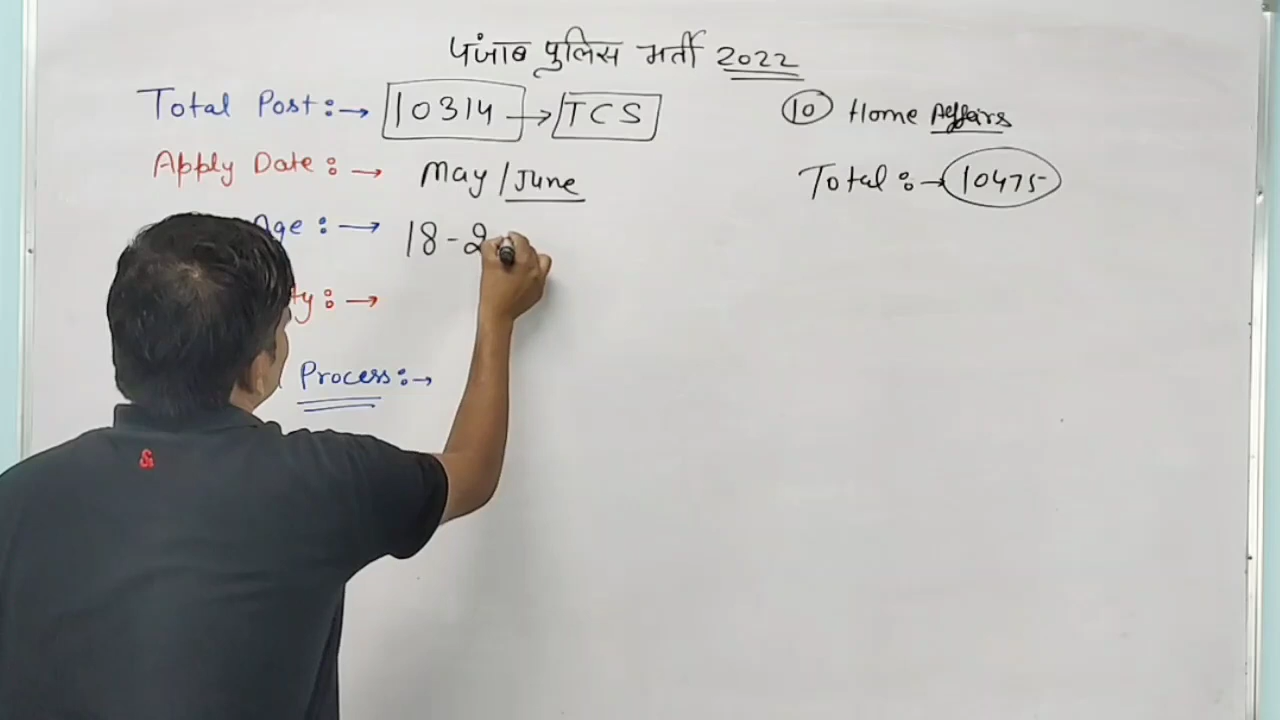 पंजाब पुलिस भर्ती 2022
Total Post:→ 10314 → TCS
Apply Date:→ May/June
Age:→ 18-2
ty:→
Process:→
10 Home Affairs
Total:→ 10475